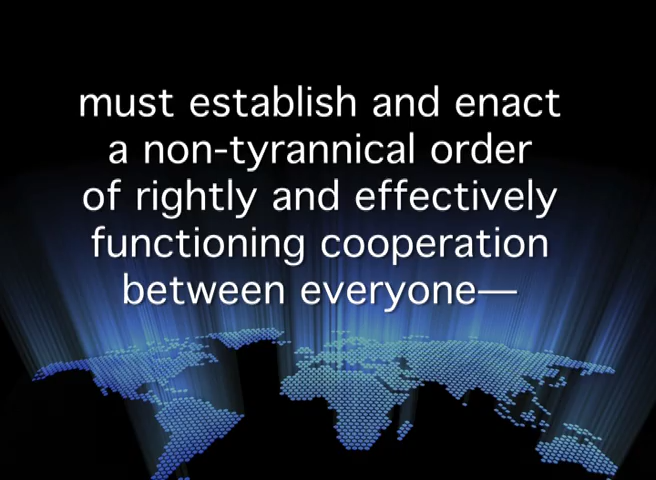 must establish and enact
a non-tyrannical order
of rightly and effectively
functioning cooperation
between everyone—